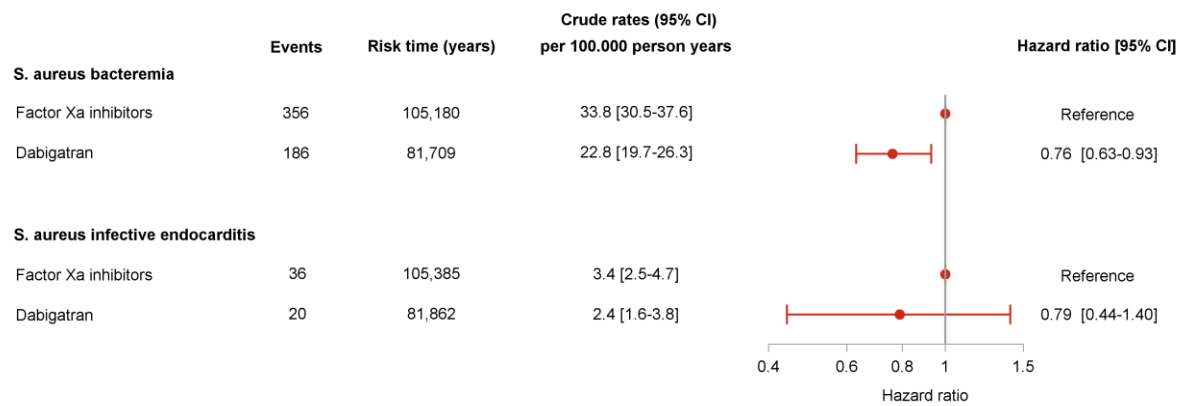 Crude rates (95% CI)
Events Risk time (years) per 100.000 person years Hazard ratio [95% CI]
S. aureus bacteremia
Factor Xa inhibitors 356 105,180 33.8 [30.5-37.6] Reference
Dabigatran 186 81,709 22.8 [19.7-26.3] 0.76 [0.63-0.93]
S. aureus infective endocarditis
Factor Xa inhibitors 36 105,385 3.4 [2.5-4.7] Reference
Dabigatran 20 81,862 2.4 [1.6-3.8] 0.79 [0.44-1.40]
0.4 0.6 0.8 1 1.5
Hazard ratio